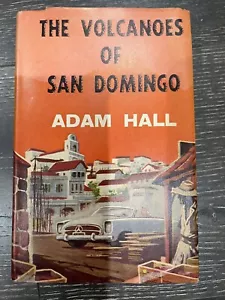 THE VOLCANOES
OF
SAN DOMINGO
ADAM HALL